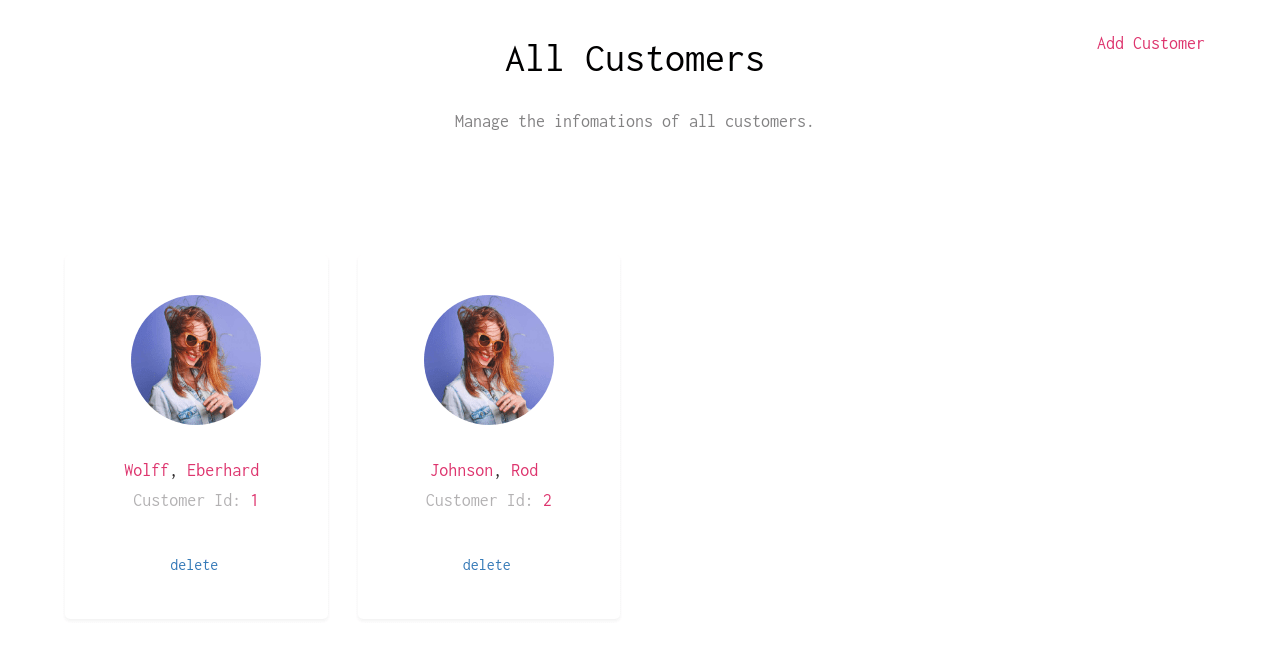 Add Customer
All Customers
Manage the infomations of all customers.
Wolff, Eberhard
Customer Id: 1
delete
Johnson, Rod
Customer Id: 2
delete